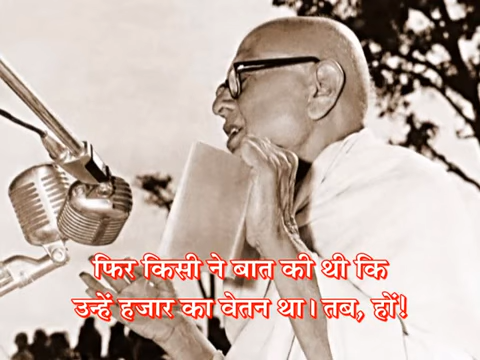 फिर किसी ने बात की थी कि
उन्हें हजार का वेतन था। तब, हों!